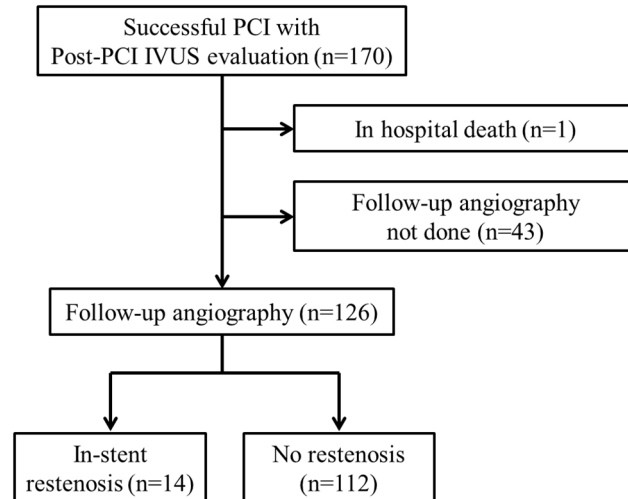 Successful PCI with
Post-PCI IVUS evaluation (n=170)
In hospital death (n=1)
Follow-up angiography
not done (n=43)
Follow-up angiography (n=126)
In-stent
restenosis (n=14)
No restenosis
(n=112)